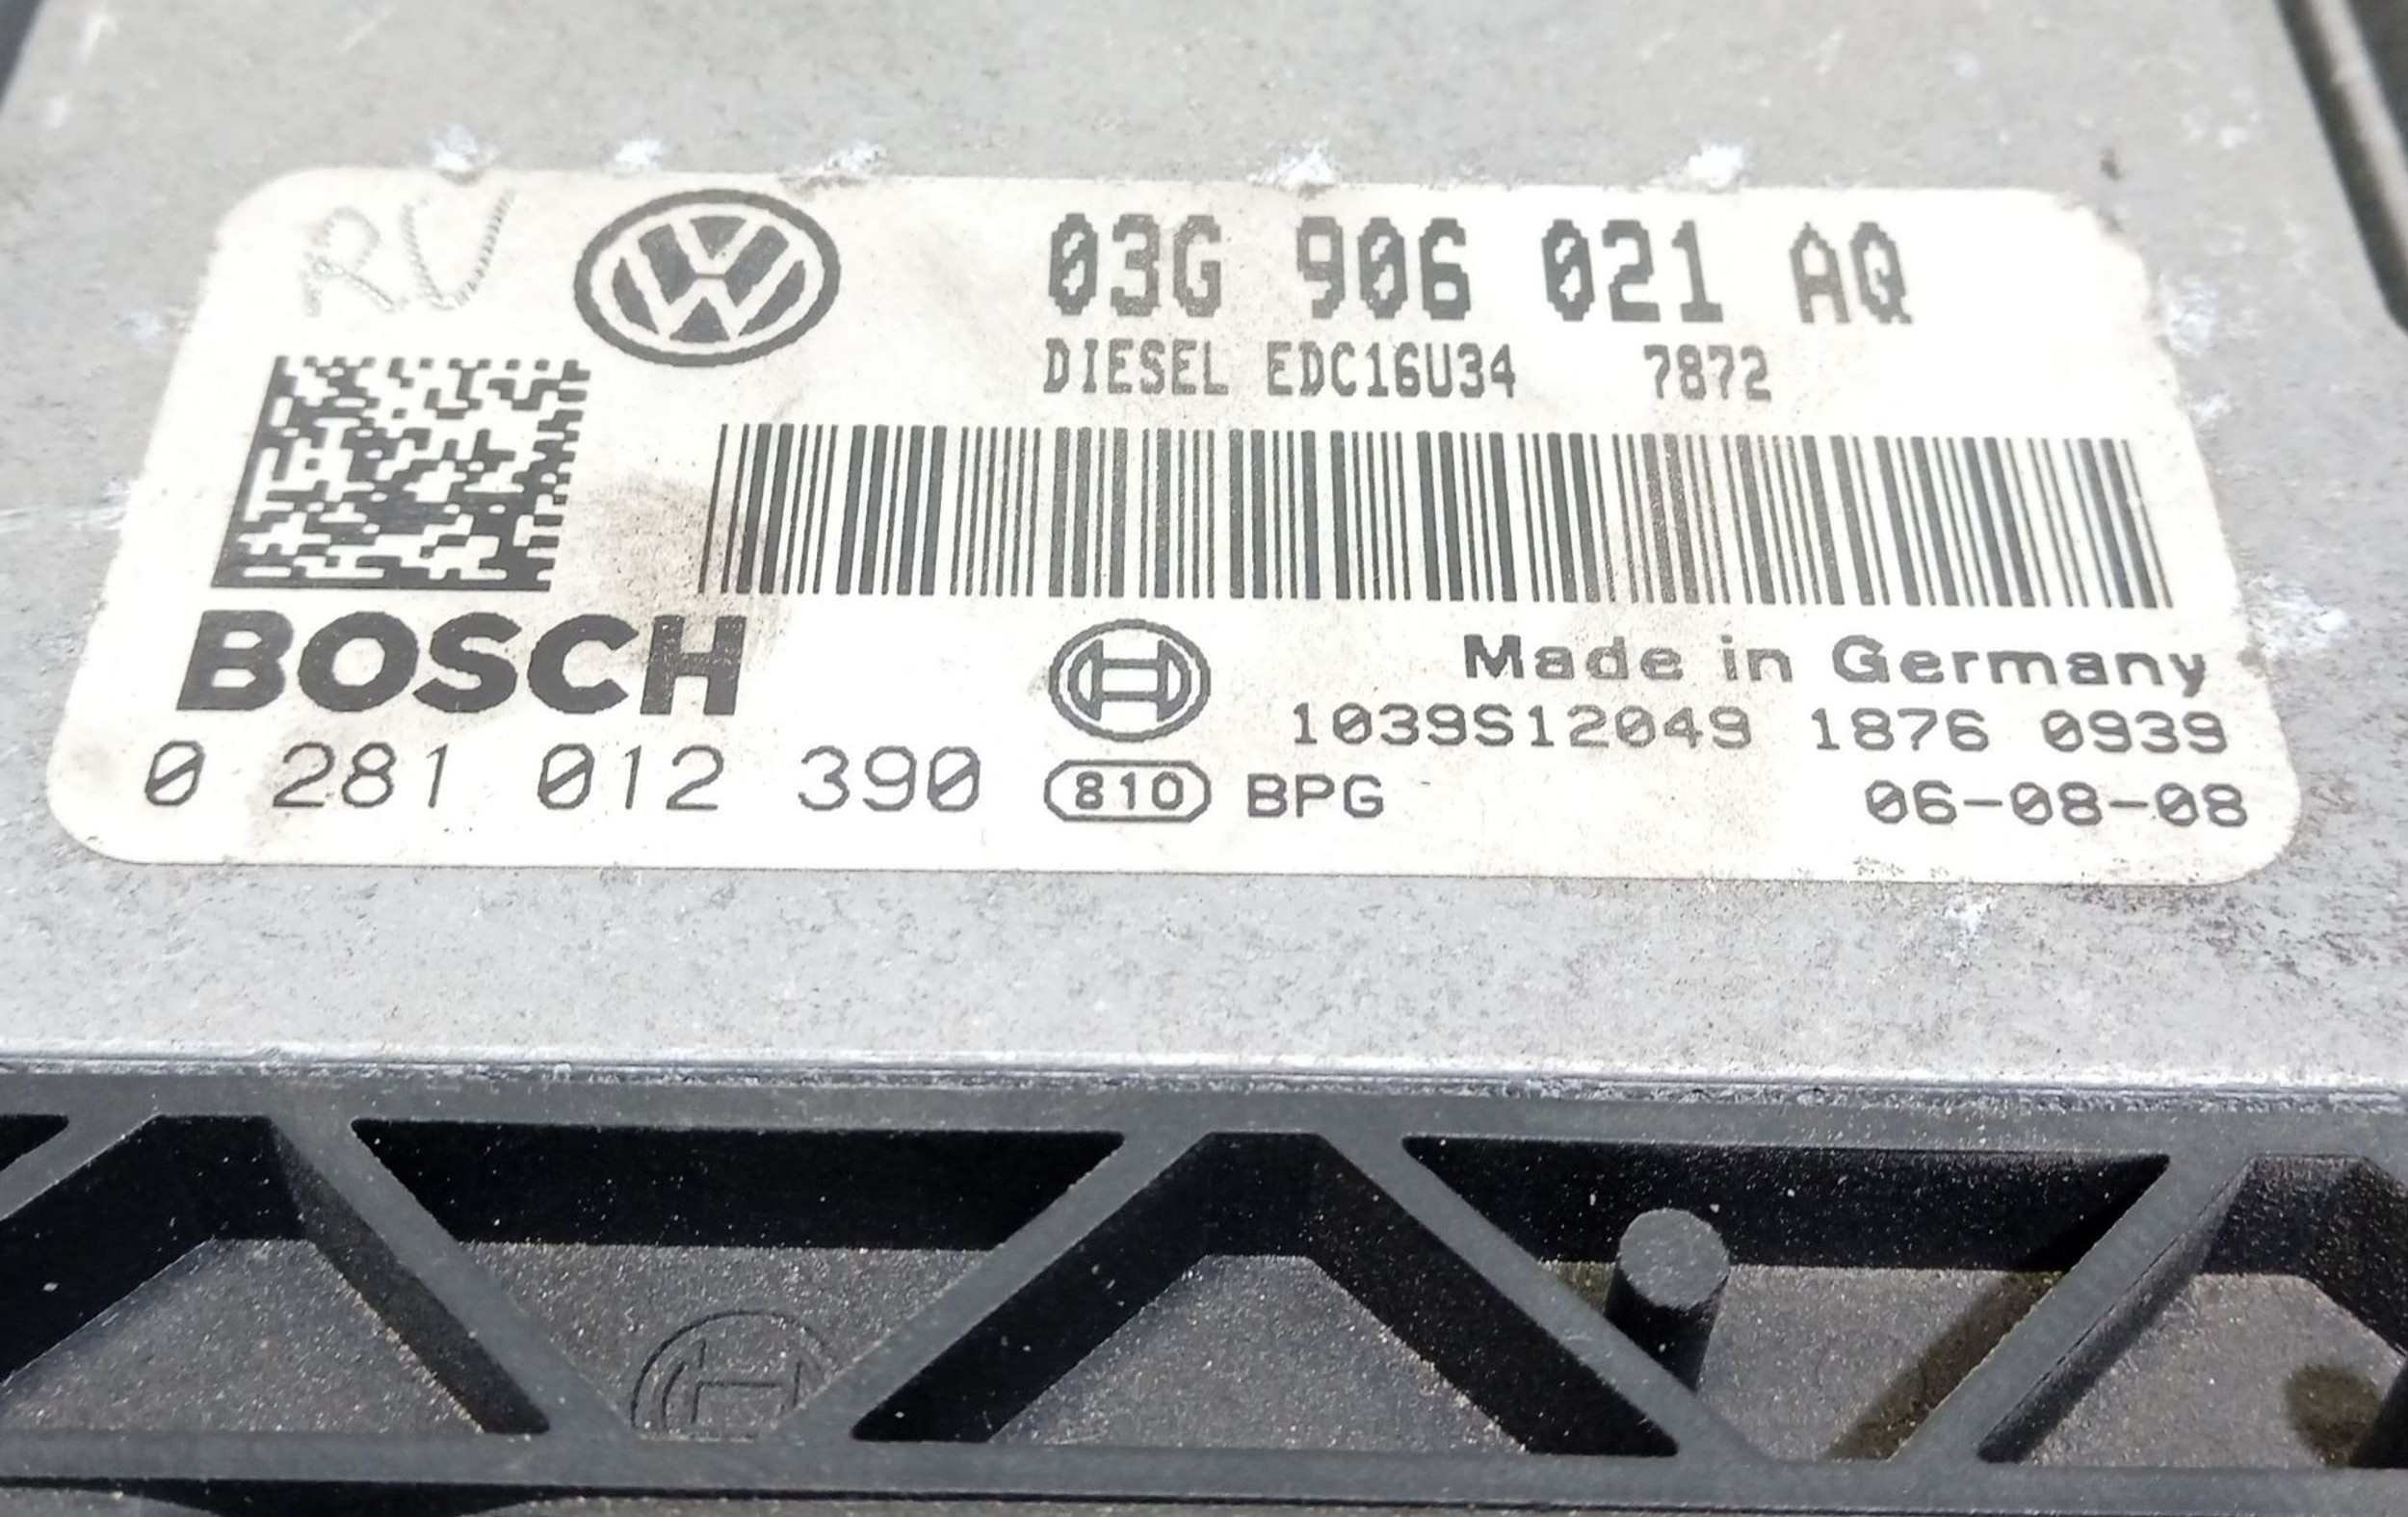 RV
03G 906 021 AQ
DIESEL EDC16U34 7872
BOSCH
Made in Germany
1039S12049 1876 0939
0 281 012 390 810 BPG 06-08-08